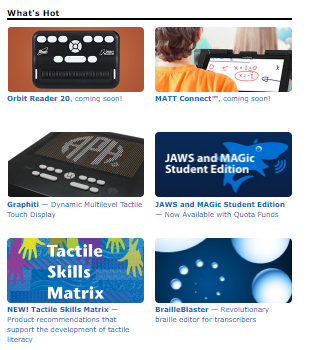 What's Hot
Orbit Reader 20, coming soon!
MATT Connect™, coming soon!
Graphiti — Dynamic Multilevel Tactile
Touch Display
JAWS and MAGic
Student Edition
JAWS and MAGic Student Edition
— Now Available with Quota Funds
Tactile
Skills
Matrix
NEW! Tactile Skills Matrix —
Product recommendations that
support the development of tactile
literacy
BrailleBlaster — Revolutionary
braille editor for transcribers